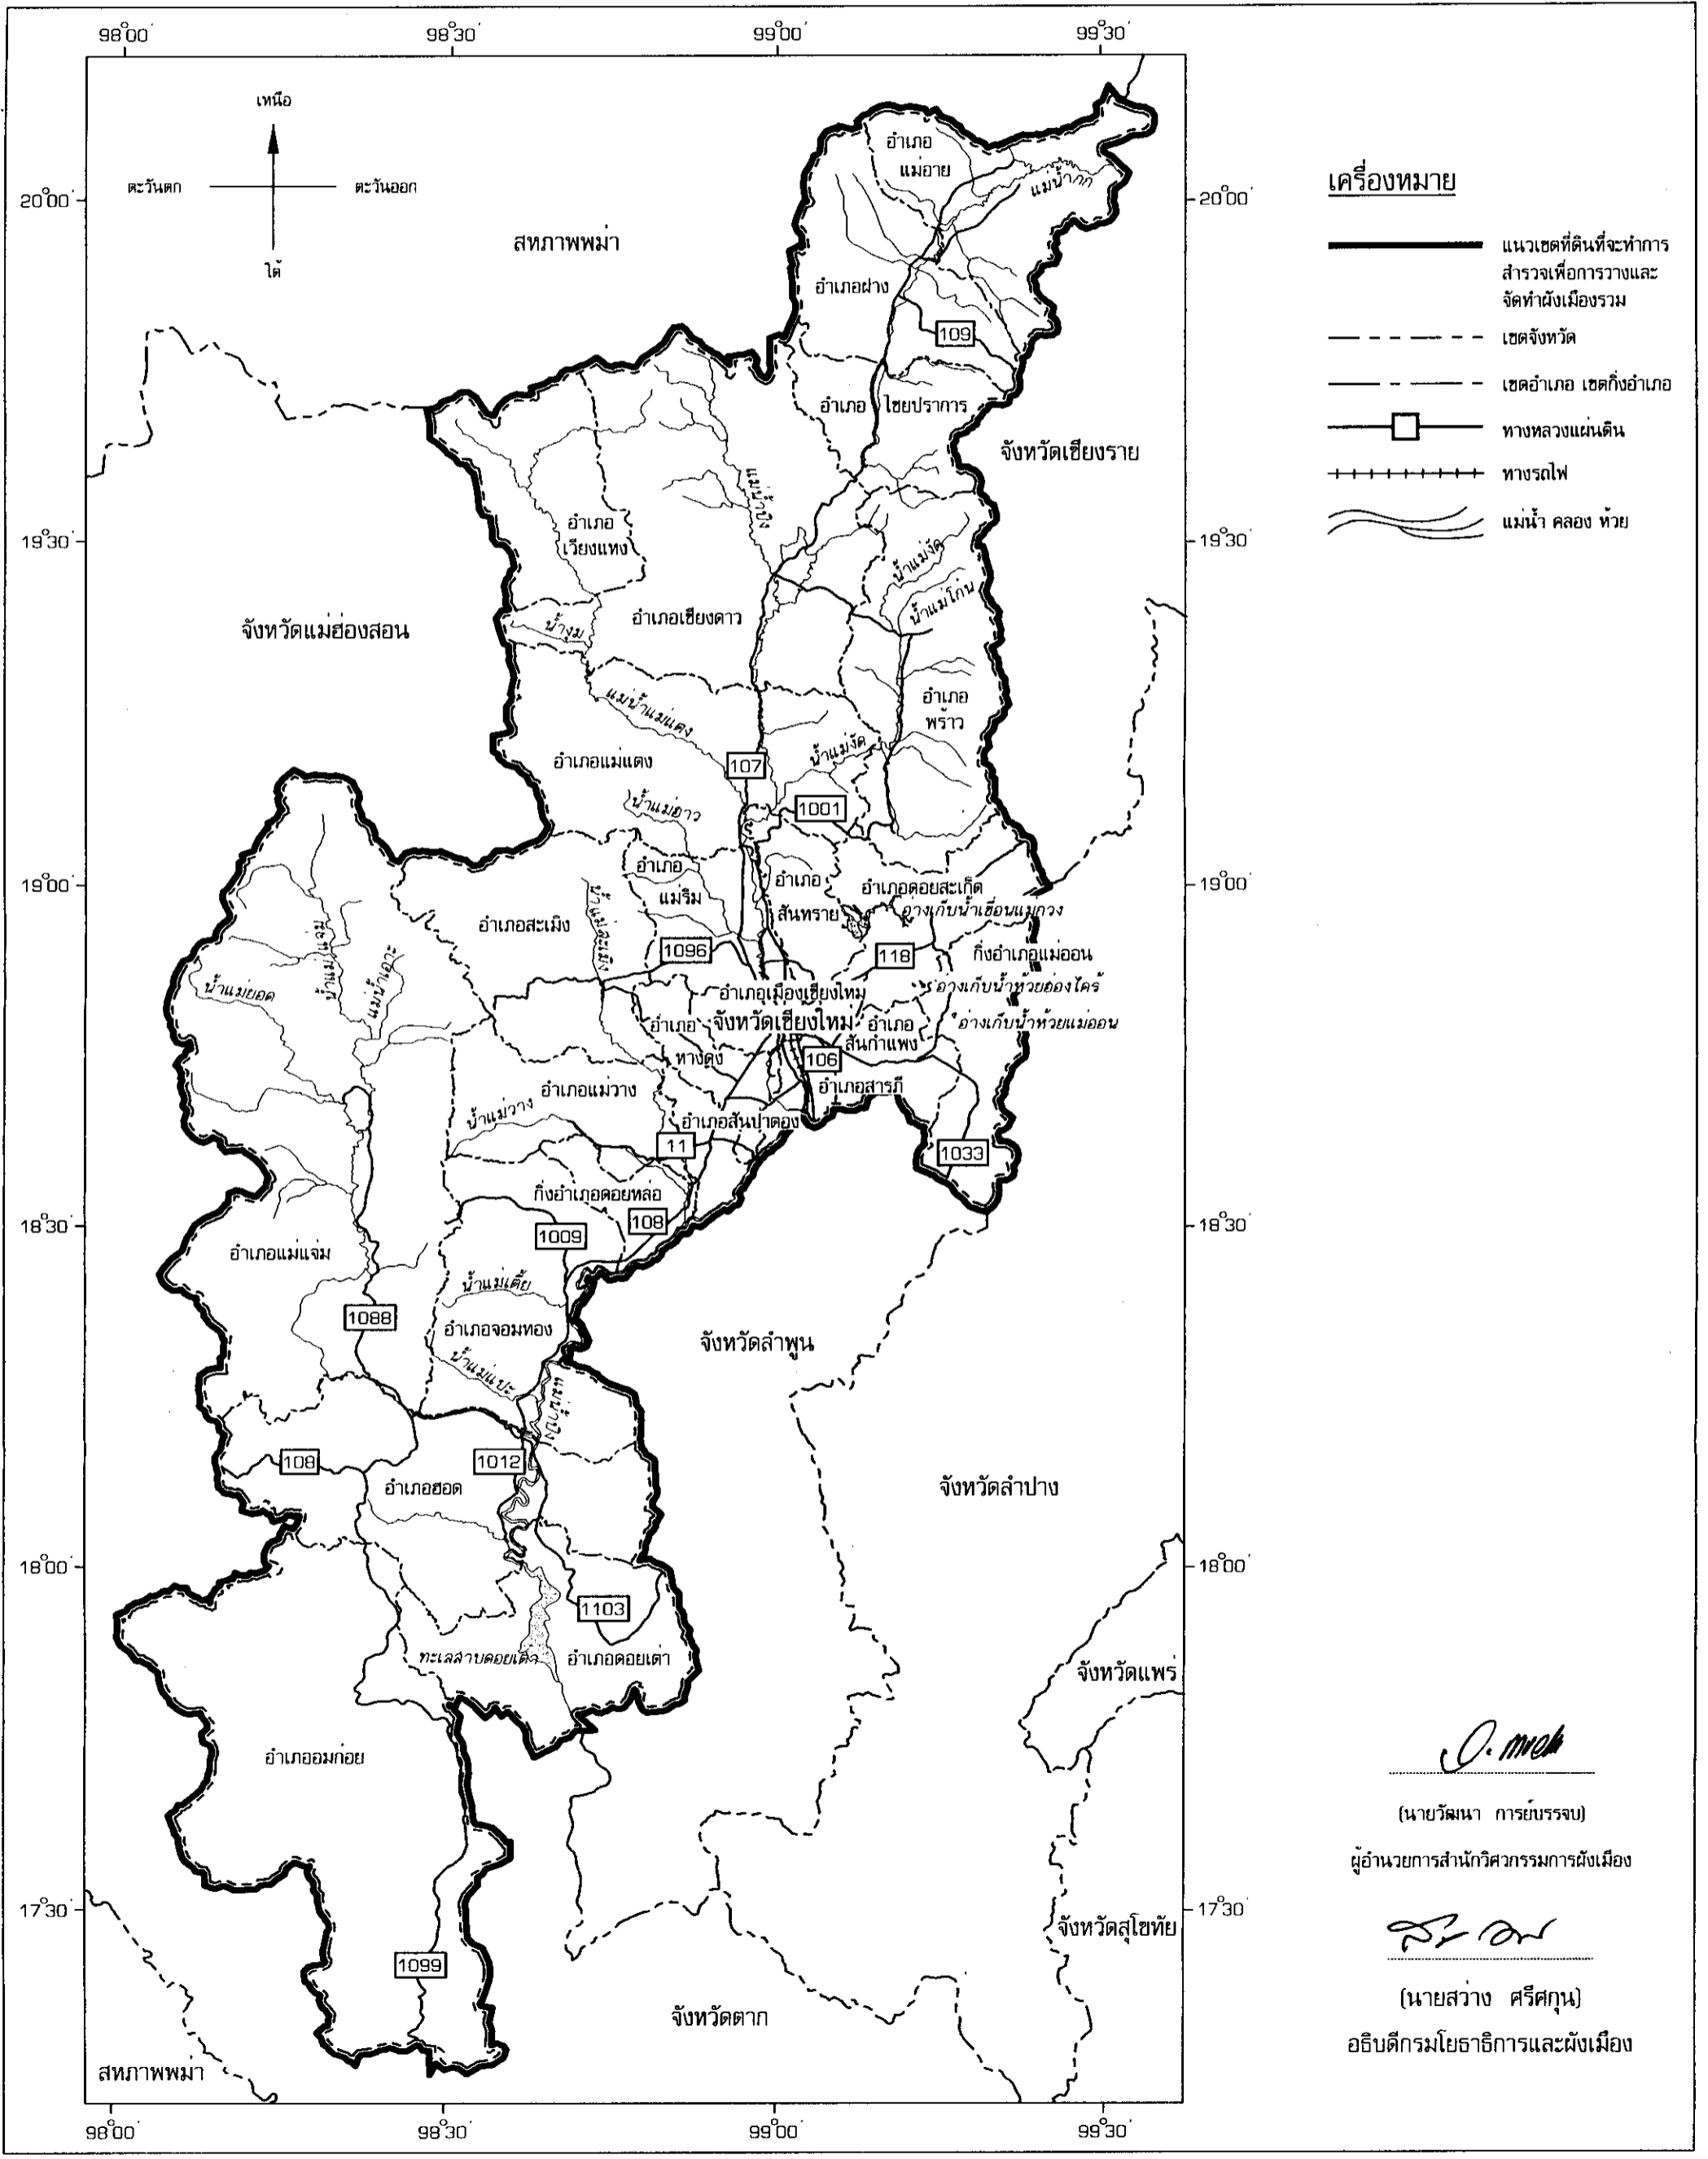 98°00′
98°30′
99°00′
99°30′
เหนือ
ตะวันตก
ตะวันออก
ใต้
20°00′
20°00′
19°30′
19°30′
19°00′
19°00′
18°30′
18°30′
18°00′
18°00′
17°30′
17°30′
สหภาพพม่า
อำเภอ
แม่อาย
แม่น้ำกก
อำเภอฝาง
109
อำเภอ ไชยปราการ
จังหวัดเชียงราย
แม่น้ำปิง
อำเภอ
เวียงแหง
น้ำแม่งัด
น้ำแม่โก๋น
อำเภอเชียงดาว
น้ำงุม
จังหวัดแม่ฮ่องสอน
แม่น้ำแม่แตง
อำเภอ
พร้าว
อำเภอแม่แตง
107
น้ำแม่งัด
1001
อำเภอ
แม่ริม
อำเภอ
สันทราย
อำเภอดอยสะเก็ด
อ่างเก็บน้ำเขื่อนแม่กวง
อำเภอสะเมิง
น้ำแม่สะเมิง
1096
118
กิ่งอำเภอแม่ออน
อ่างเก็บน้ำห้วยฮ่องไคร้
น้ำแม่แจ่ม
น้ำแม่ยอด
อำเภอเมืองเชียงใหม่
จังหวัดเชียงใหม่
อ่างเก็บน้ำห้วยแม่ออน
อำเภอ
หางดง
อำเภอ
สันกำแพง
106
อำเภอสารภี
อำเภอแม่วาง
น้ำแม่วาง
อำเภอสันป่าตอง
11
1033
กิ่งอำเภอดอยหล่อ
108
1009
อำเภอแม่แจ่ม
น้ำแม่เตี๊ยะ
1088
อำเภอจอมทอง
น้ำแม่แปะ
แม่น้ำปิง
จังหวัดลำพูน
108
1012
อำเภอฮอด
จังหวัดลำปาง
1103
ทะเลสาบดอยเต่า
อำเภอดอยเต่า
จังหวัดแพร่
อำเภออมก๋อย
จังหวัดสุโขทัย
1099
จังหวัดตาก
สหภาพพม่า
98°00′
98°30′
99°00′
99°30′
เครื่องหมาย
แนวเขตที่ดินที่จะทำการ
สำรวจเพื่อการวางและ
จัดทำผังเมืองรวม
เขตจังหวัด
เขตอำเภอ เขตกิ่งอำเภอ
ทางหลวงแผ่นดิน
ทางรถไฟ
แม่น้ำ คลอง ห้วย
(นายวัฒนา การย์บรรจบ)
ผู้อำนวยการสำนักวิศวกรรมการผังเมือง
(นายสว่าง ศรีศกุน)
อธิบดีกรมโยธาธิการและผังเมือง